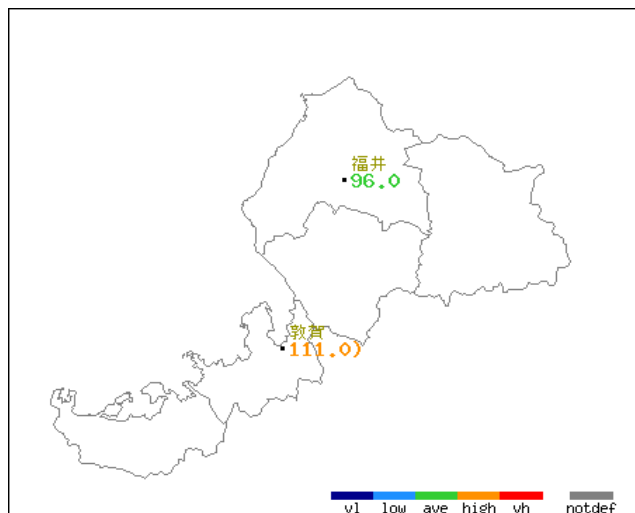 福井
96.0
敦賀
111.0)
vl low ave high vh notdef